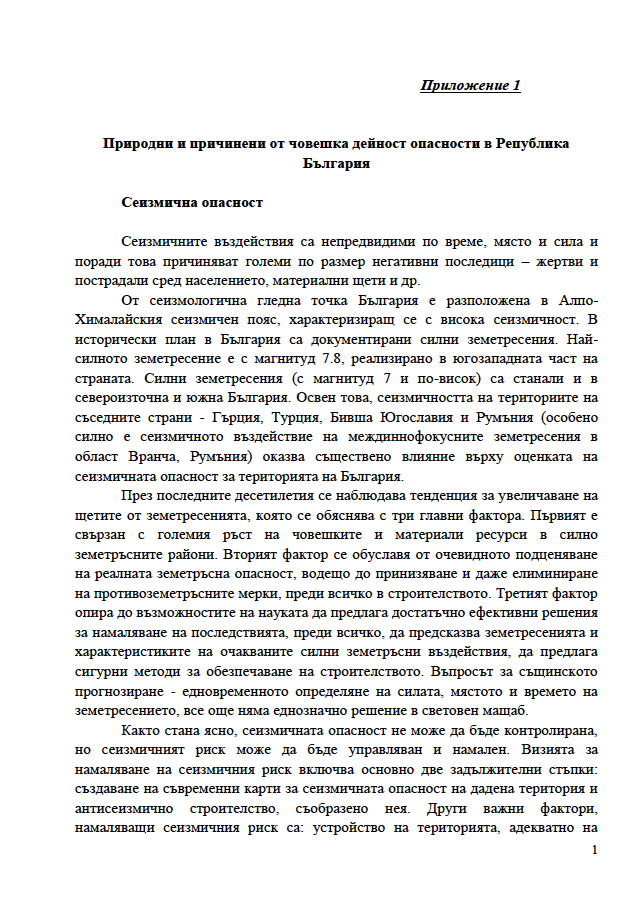 Приложение 1
Природни и причинени от човешка дейност опасности в Република
България
Сеизмична опасност
Сеизмичните въздействия са непредвидими по време, място и сила и
поради това причиняват големи по размер негативни последици – жертви и
пострадали сред населението, материални щети и др.
От сеизмологична гледна точка България е разположена в Алпо-
Хималайския сеизмичен пояс, характеризиращ се с висока сеизмичност. В
исторически план в България са документирани силни земетресения. Най-
силното земетресение е с магнитуд 7.8, реализирано в югозападната част на
страната. Силни земетресения (с магнитуд 7 и по-висок) са станали и в
североизточна и южна България. Освен това, сеизмичността на териториите на
съседните страни - Гърция, Турция, Бивша Югославия и Румъния (особено
силно е сеизмичното въздействие на междиннофокусните земетресения в
област Вранча, Румъния) оказва съществено влияние върху оценката на
сеизмичната опасност за територията на България.
През последните десетилетия се наблюдава тенденция за увеличаване на
щетите от земетресенията, която се обяснява с три главни фактора. Първият е
свързан с големия ръст на човешките и материали ресурси в силно
земетръсните райони. Вторият фактор се обуславя от очевидното подценяване
на реалната земетръсна опасност, водещо до принизяване и даже елиминиране
на противоземетръсните мерки, преди всичко в строителството. Третият фактор
опира до възможностите на науката да предлага достатъчно ефективни решения
за намаляване на последствията, преди всичко, да предсказва земетресенията и
характеристиките на очакваните силни земетръсни въздействия, да предлага
сигурни методи за обезпечаване на строителството. Въпросът за същинското
прогнозиране - едновременното определяне на силата, мястото и времето на
земетресението, все още няма еднозначно решение в световен мащаб.
Както стана ясно, сеизмичната опасност не може да бъде контролирана,
но сеизмичният риск може да бъде управляван и намален. Визията за
намаляване на сеизмичния риск включва основно две задължителни стъпки:
създаване на съвременни карти за сеизмичната опасност на дадена територия и
антисеизмично строителство, съобразено нея. Други важни фактори,
намаляващи сеизмичния риск са: устройство на територията, адекватно на
1